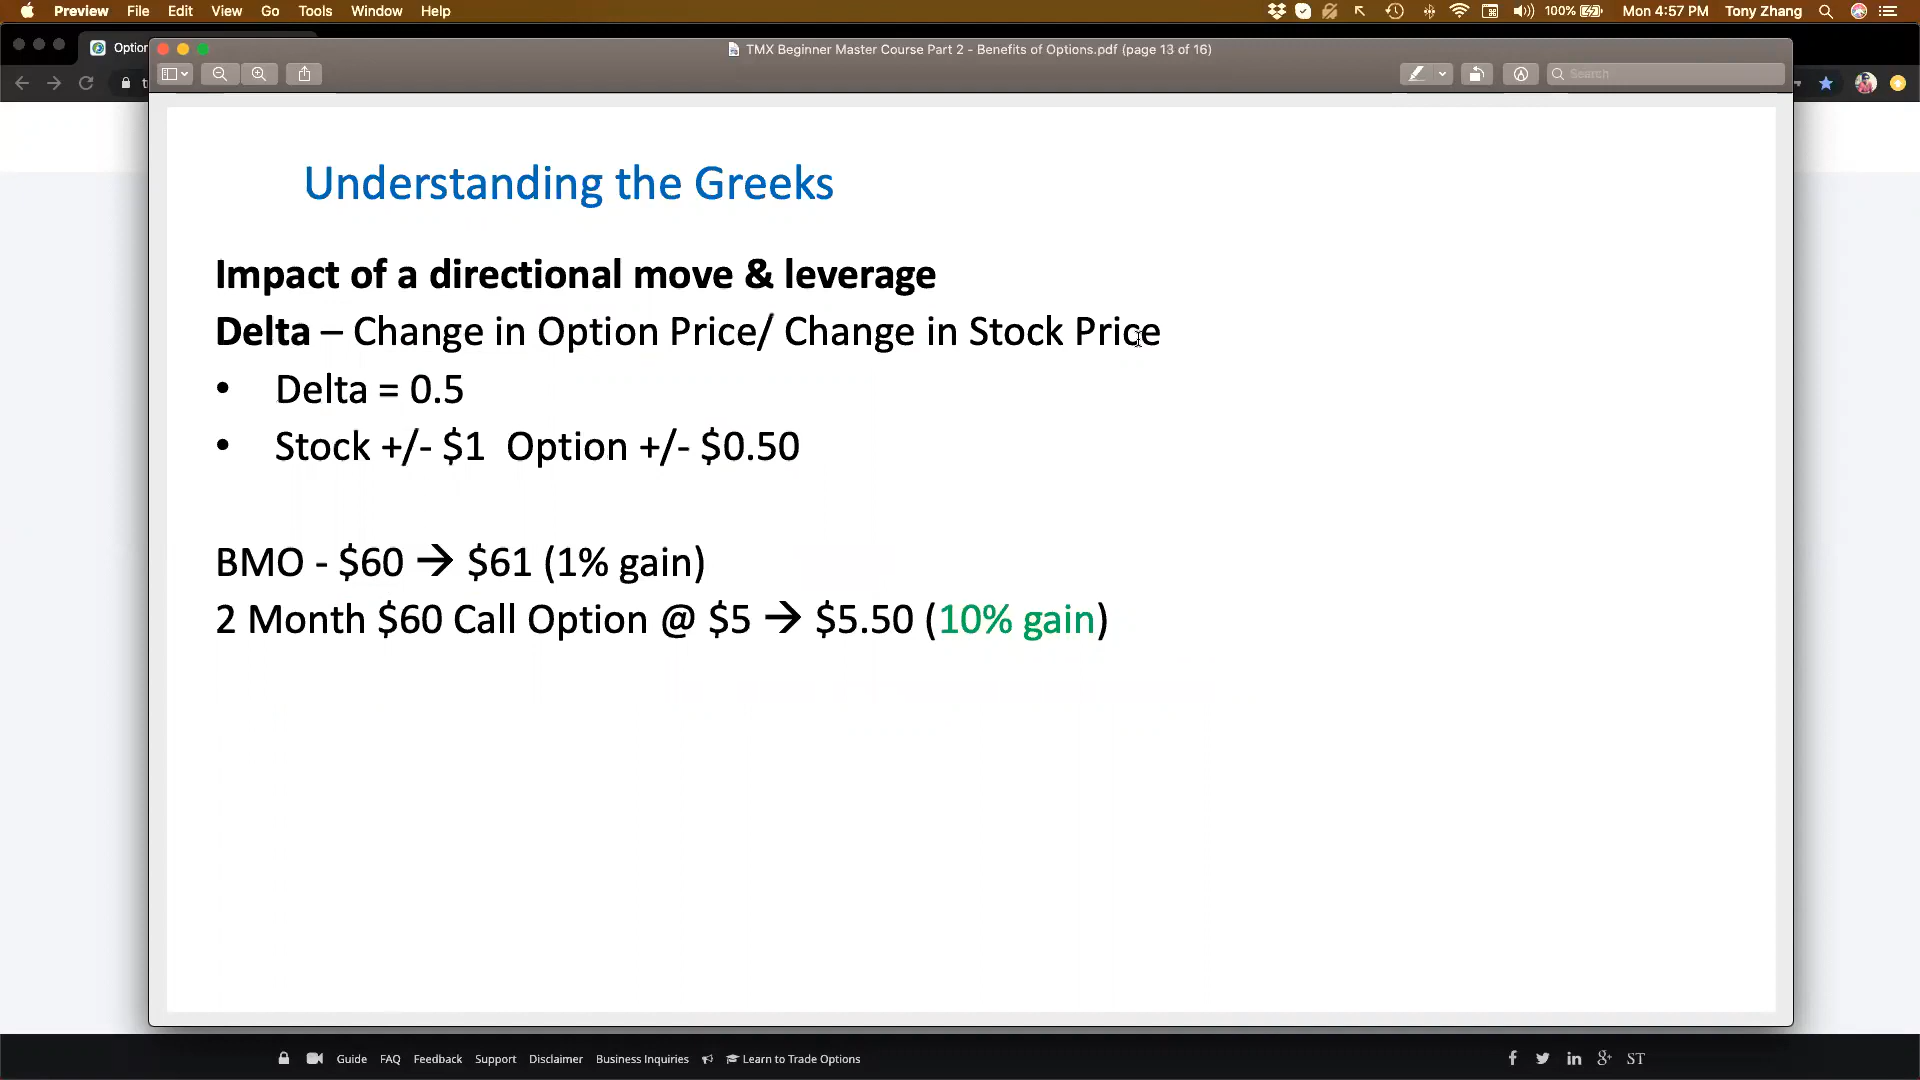 Preview File Edit View Go Tools Window Help 100% Mon 4:57 PM Tony Zhang
Option
TMX Beginner Master Course Part 2 - Benefits of Options.pdf (page 13 of 16)
Search
Understanding the Greeks
Impact of a directional move & leverage
Delta – Change in Option Price/ Change in Stock Price
• Delta = 0.5
• Stock +/- $1 Option +/- $0.50
BMO - $60 → $61 (1% gain)
2 Month $60 Call Option @ $5 → $5.50 (10% gain)
Guide FAQ Feedback Support Disclaimer Business Inquiries Learn to Trade Options ST